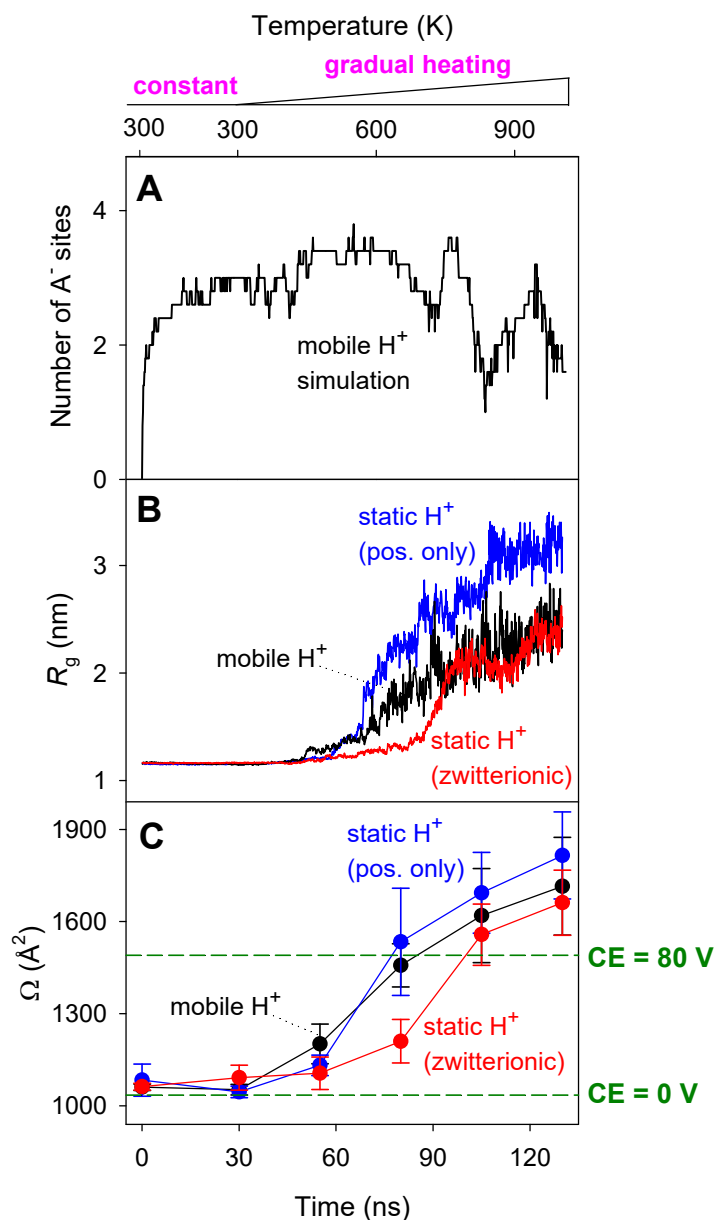 Temperature (K)
constant gradual heating
300 300 600 900
A
Number of A⁻ sites
4
2
0
mobile H⁺
simulation
B
R_g (nm)
3
2
1
static H⁺
(pos. only)
mobile H⁺
static H⁺
(zwitterionic)
C
Ω (Å²)
1900
1600
1300
1000
static H⁺
(pos. only)
CE = 80 V
mobile H⁺
static H⁺
(zwitterionic)
CE = 0 V
0 30 60 90 120
Time (ns)